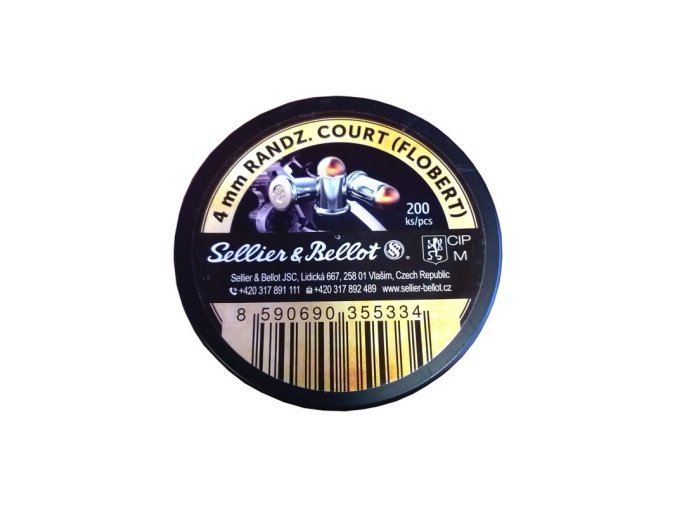 4 mm RANDZ. COURT (FLOBERT)
200
ks/pcs
Sellier & Bellot SB ®.
CIP
M
Sellier & Bellot JSC, Lidická 667, 258 01 Vlašim, Czech Republic
+420 317 891 111 +420 317 892 489 www.sellier-bellot.cz
8 590690 355334